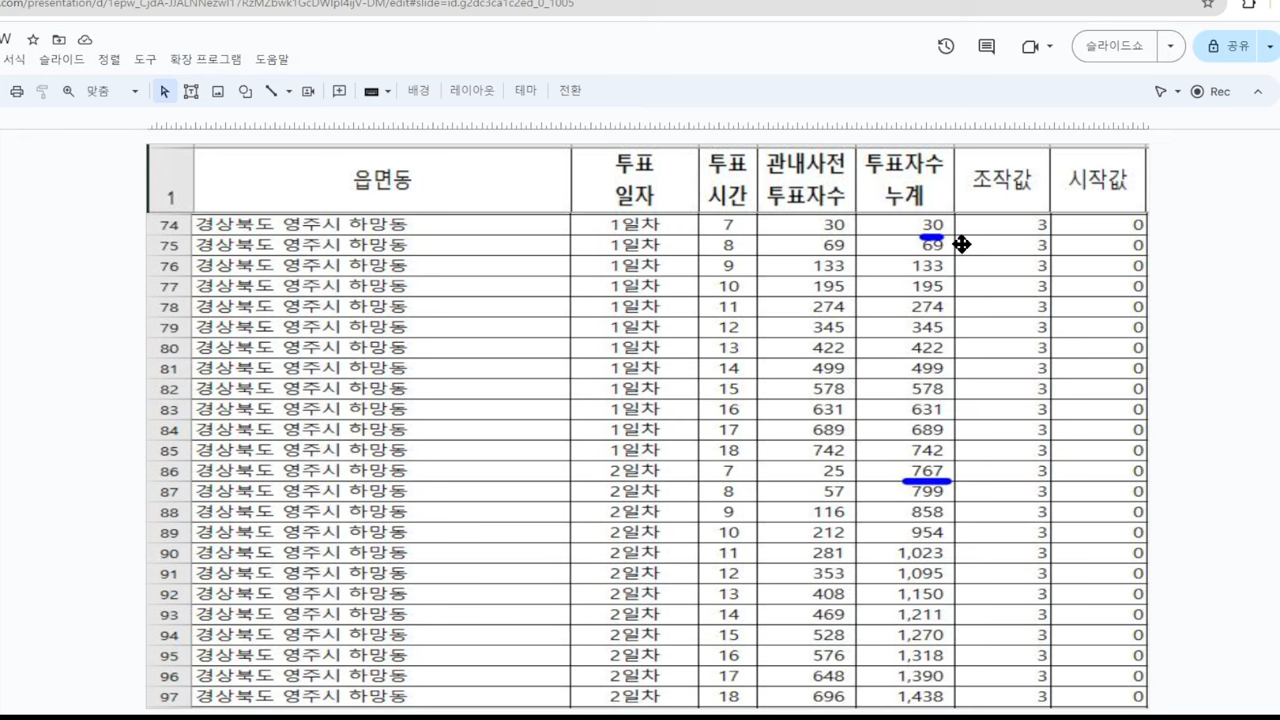 .com/presentation/d/1epw_CjdA-JJALNNezwI17RzMZbwk1GcDWIpI4ijV-DM/edit#slide=id.g2dc3ca1c2ed_0_1005
W
서식 슬라이드 정렬 도구 확장 프로그램 도움말
슬라이드쇼 공유
맞춤 배경 레이아웃 테마 전환 Rec
1 읍면동 투표 일자 투표 시간 관내사전 투표자수 투표자수 누계 조작값 시작값
74 경상북도 영주시 하망동 1일차 7 30 30 3 0
75 경상북도 영주시 하망동 1일차 8 69 69 3 0
76 경상북도 영주시 하망동 1일차 9 133 133 3 0
77 경상북도 영주시 하망동 1일차 10 195 195 3 0
78 경상북도 영주시 하망동 1일차 11 274 274 3 0
79 경상북도 영주시 하망동 1일차 12 345 345 3 0
80 경상북도 영주시 하망동 1일차 13 422 422 3 0
81 경상북도 영주시 하망동 1일차 14 499 499 3 0
82 경상북도 영주시 하망동 1일차 15 578 578 3 0
83 경상북도 영주시 하망동 1일차 16 631 631 3 0
84 경상북도 영주시 하망동 1일차 17 689 689 3 0
85 경상북도 영주시 하망동 1일차 18 742 742 3 0
86 경상북도 영주시 하망동 2일차 7 25 767 3 0
87 경상북도 영주시 하망동 2일차 8 57 799 3 0
88 경상북도 영주시 하망동 2일차 9 116 858 3 0
89 경상북도 영주시 하망동 2일차 10 212 954 3 0
90 경상북도 영주시 하망동 2일차 11 281 1,023 3 0
91 경상북도 영주시 하망동 2일차 12 353 1,095 3 0
92 경상북도 영주시 하망동 2일차 13 408 1,150 3 0
93 경상북도 영주시 하망동 2일차 14 469 1,211 3 0
94 경상북도 영주시 하망동 2일차 15 528 1,270 3 0
95 경상북도 영주시 하망동 2일차 16 576 1,318 3 0
96 경상북도 영주시 하망동 2일차 17 648 1,390 3 0
97 경상북도 영주시 하망동 2일차 18 696 1,438 3 0